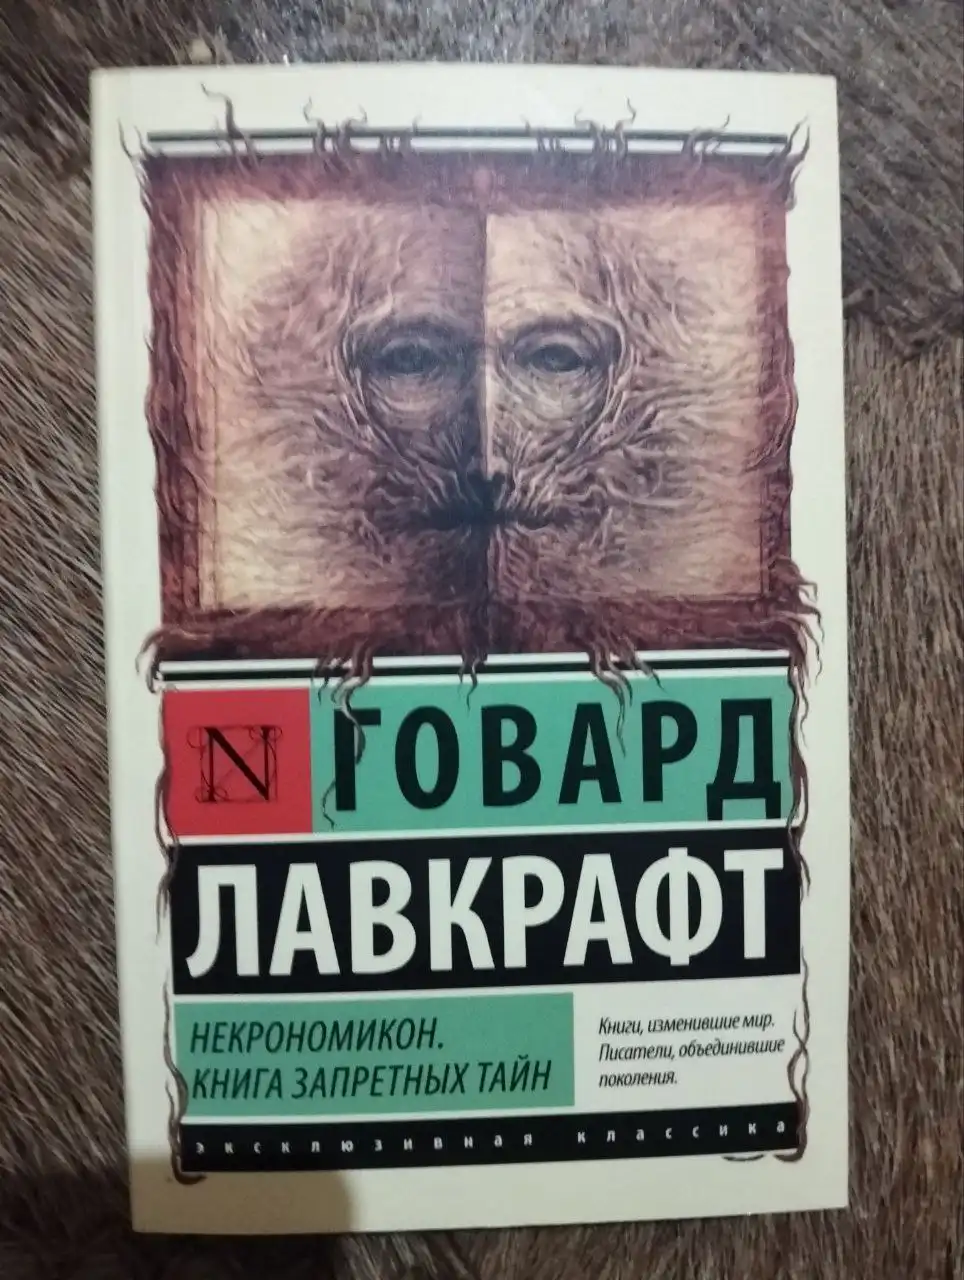 N
ГОВАРД
ЛАВКРАФТ
НЕКРОНОМИКОН.
КНИГА ЗАПРЕТНЫХ ТАЙН
Книги, изменившие мир.
Писатели, объединившие
поколения.
эксклюзивная классика